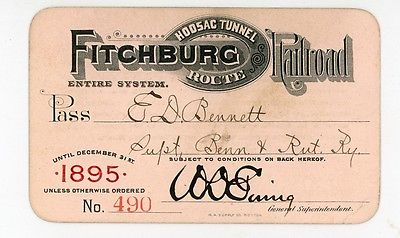 HOOSAC TUNNEL
FITCHBURG ROUTE Railroad
ENTIRE SYSTEM.
Pass E. D. Bennett
Supt. Benn & Rut. Ry.
UNTIL DECEMBER 31ST.
SUBJECT TO CONDITIONS ON BACK HEREOF.
1895
UNLESS OTHERWISE ORDERED
No. 490
General Superintendent.